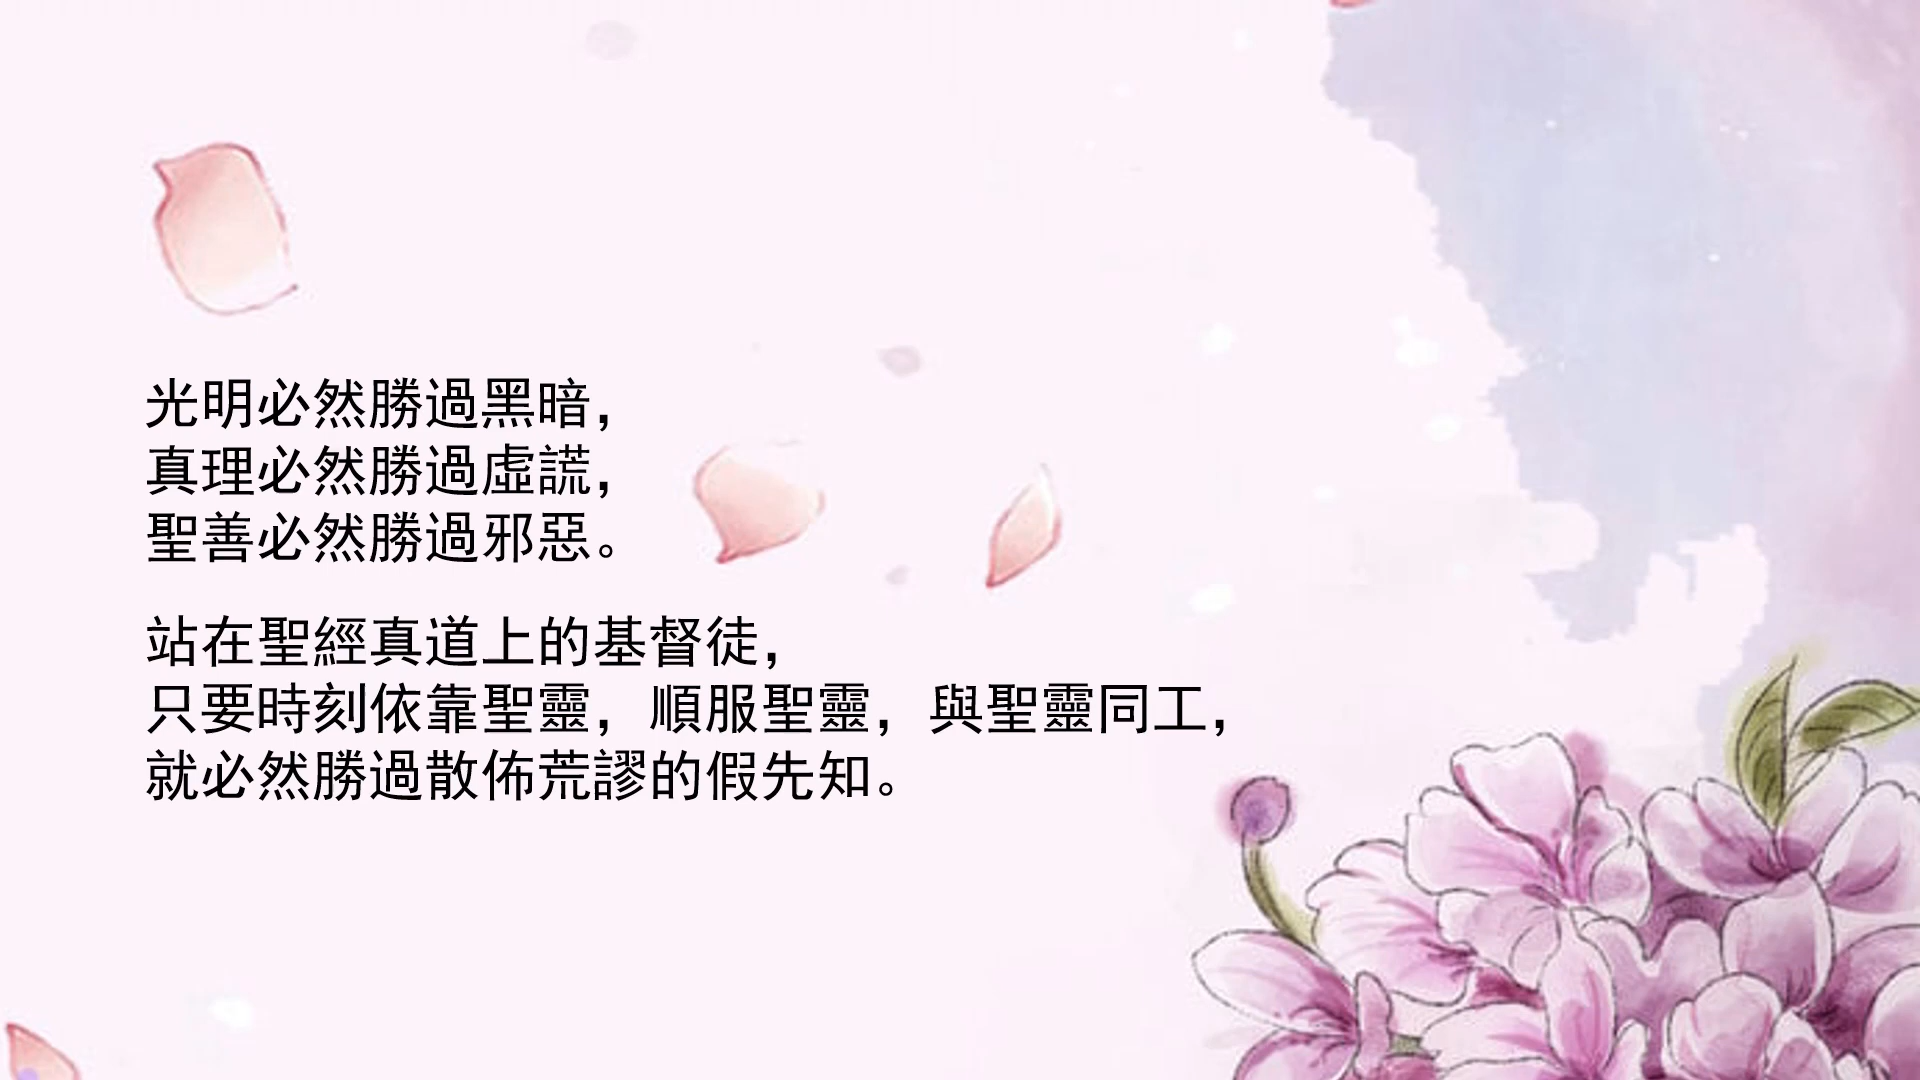 光明必然勝過黑暗，
真理必然勝過虛謊，
聖善必然勝過邪惡。
站在聖經真道上的基督徒，
只要時刻依靠聖靈，順服聖靈，與聖靈同工，
就必然勝過散佈荒謬的假先知。